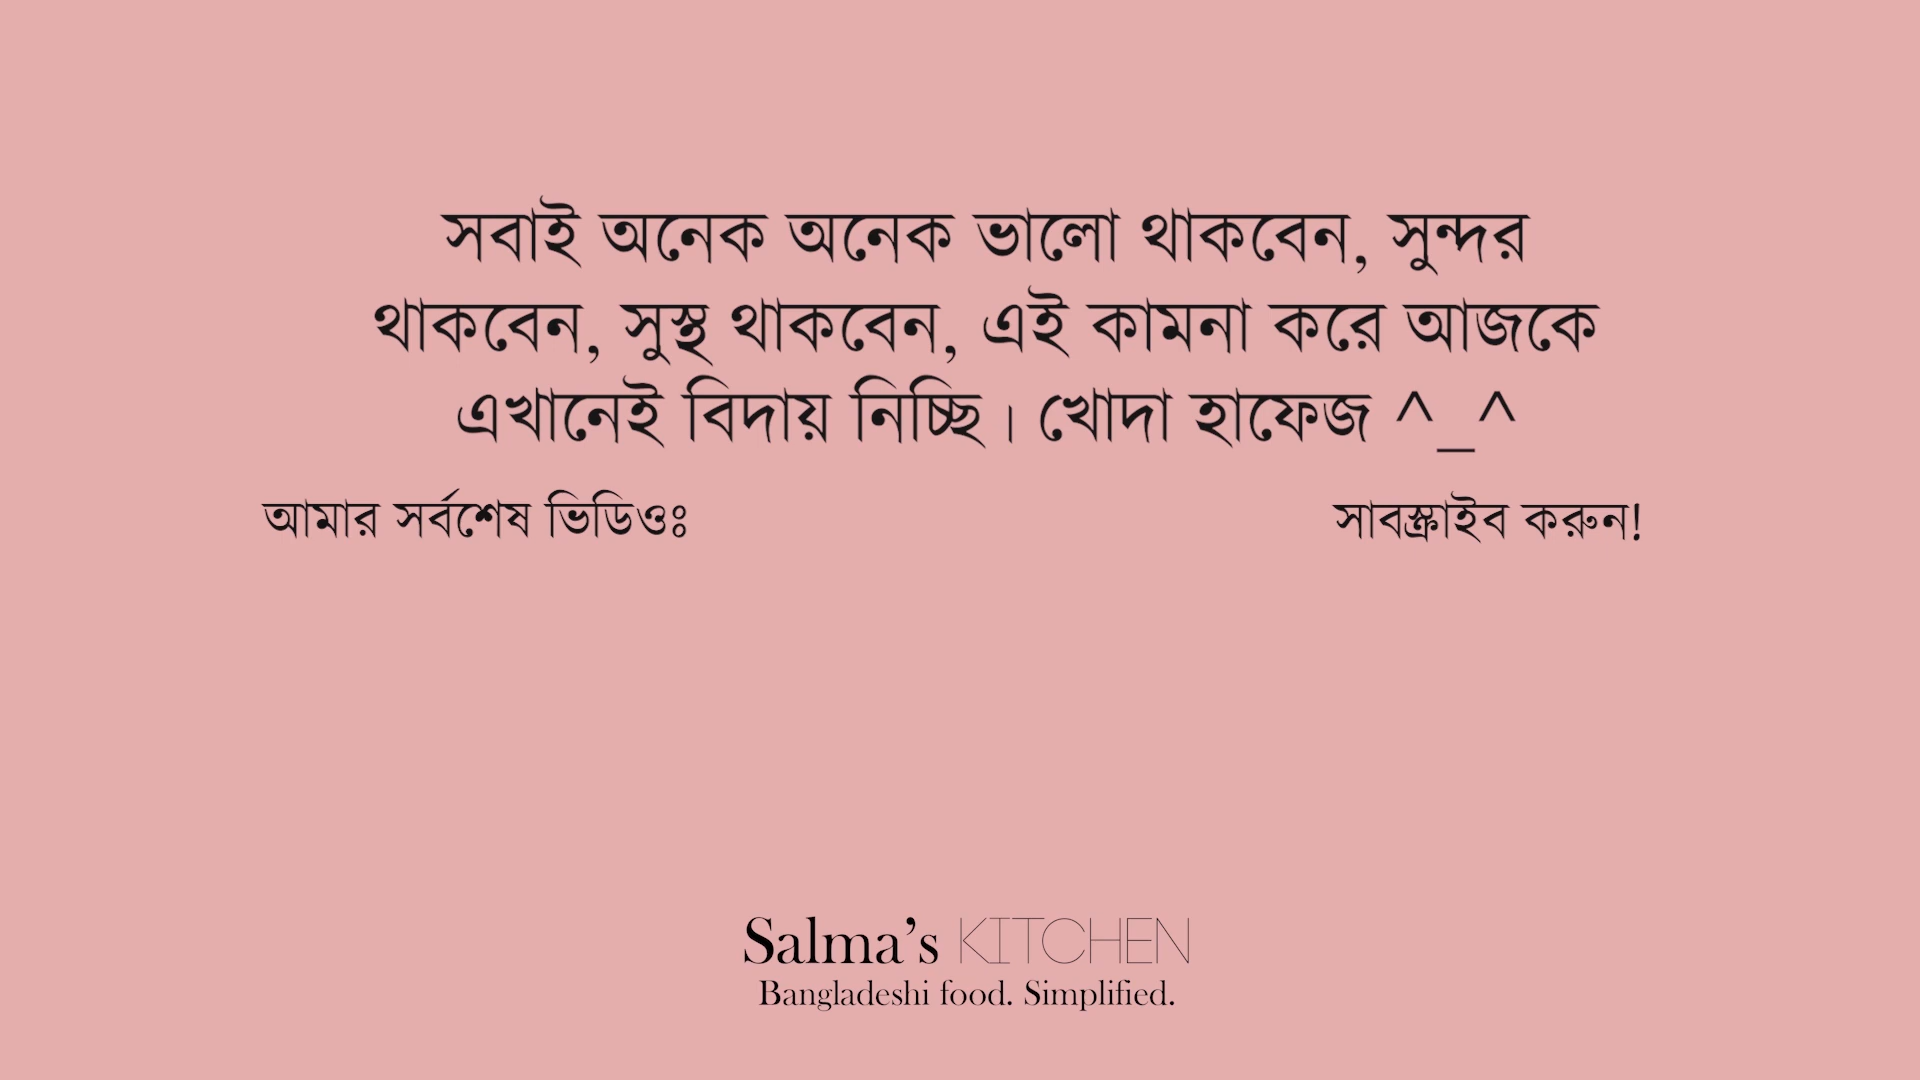 সবাই অনেক অনেক ভালো থাকবেন, সুন্দর
থাকবেন, সুস্থ থাকবেন, এই কামনা করে আজকে
এখানেই বিদায় নিচ্ছি। খোদা হাফেজ ^_^
আমার সর্বশেষ ভিডিওঃ
সাবস্ক্রাইব করুন!
Salma’s KITCHEN
Bangladeshi food. Simplified.